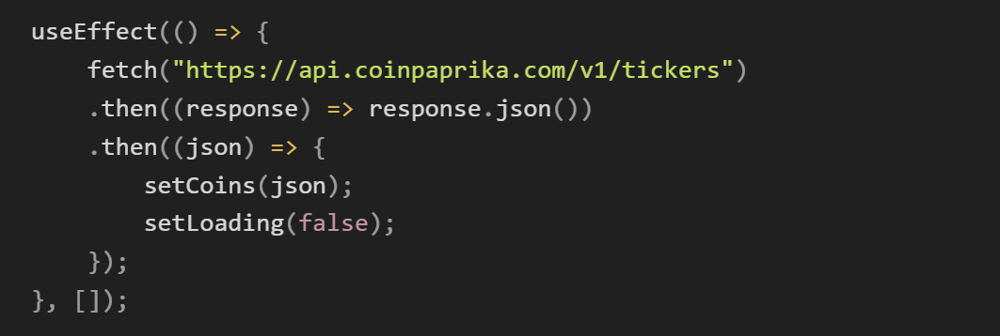 useEffect(() => {
    fetch("https://api.coinpaprika.com/v1/tickers")
    .then((response) => response.json())
    .then((json) => {
        setCoins(json);
        setLoading(false);
    });
}, []);